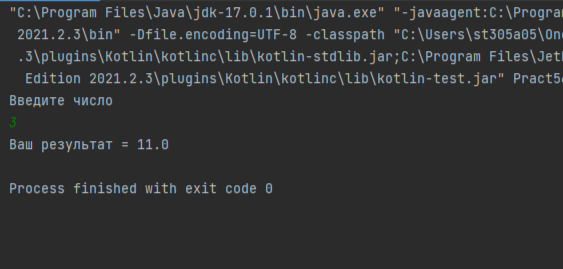 "C:\Program Files\Java\jdk-17.0.1\bin\java.exe" "-javaagent:C:\Program
2021.2.3\bin" -Dfile.encoding=UTF-8 -classpath "C:\Users\st305a05\On
.3\plugins\Kotlin\kotlinc\lib\kotlin-stdlib.jar;C:\Program Files\Jet
Edition 2021.2.3\plugins\Kotlin\kotlinc\lib\kotlin-test.jar" Pract5
Введите число
3
Ваш результат = 11.0
Process finished with exit code 0